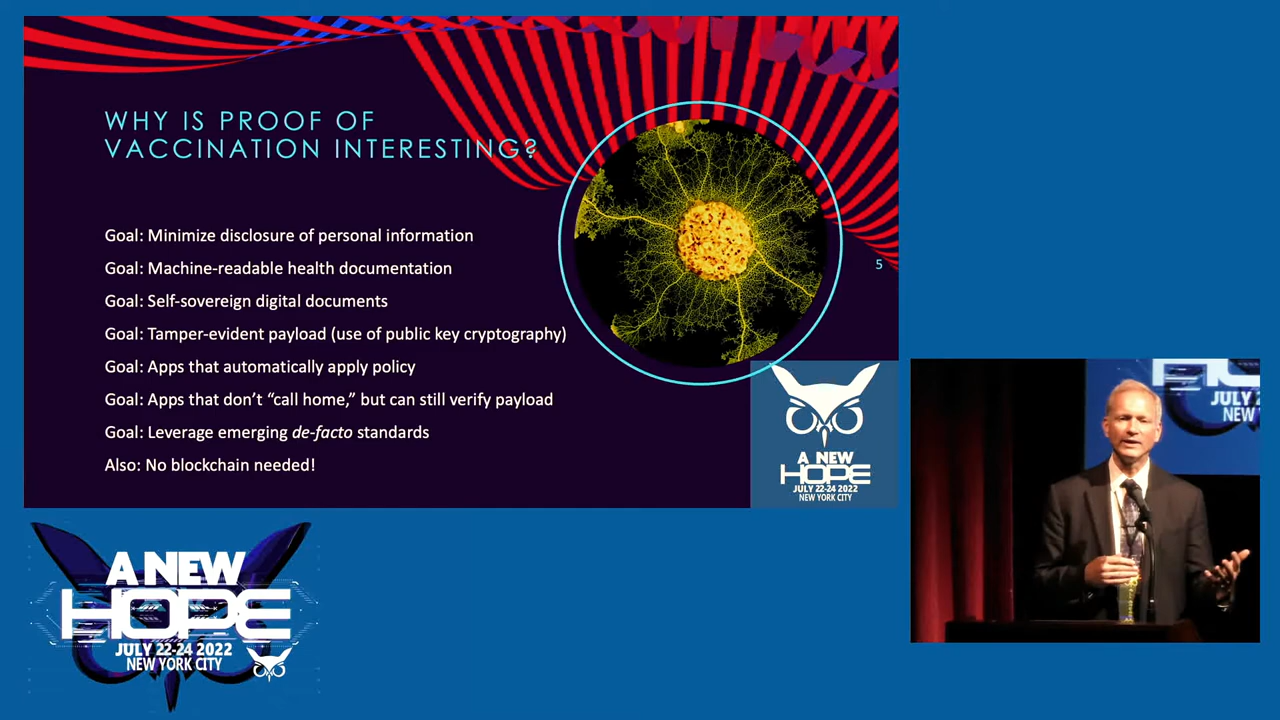 WHY IS PROOF OF
VACCINATION INTERESTING?
Goal: Minimize disclosure of personal information
Goal: Machine-readable health documentation
Goal: Self-sovereign digital documents
Goal: Tamper-evident payload (use of public key cryptography)
Goal: Apps that automatically apply policy
Goal: Apps that don’t “call home,” but can still verify payload
Goal: Leverage emerging de-facto standards
Also: No blockchain needed!
5
A NEW
HOPE
JULY 22-24 2022
NEW YORK CITY
A NEW
HOPE
JULY 22-24 2022
NEW YORK CITY
JULY 22
NEW Y